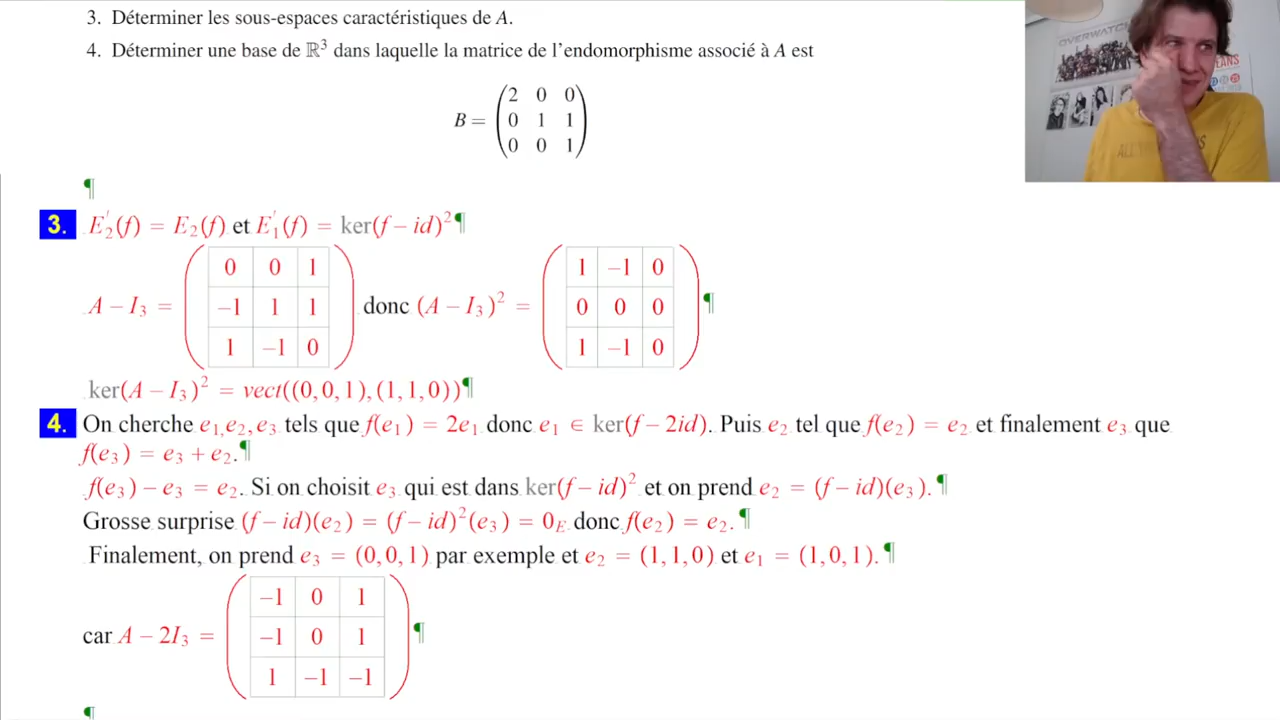 3. Déterminer les sous-espaces caractéristiques de A.
4. Déterminer une base de ℝ³ dans laquelle la matrice de l'endomorphisme associé à A est
B = (2 0 0
0 1 1
0 0 1)
¶
3. E₂′(f) = E₂(f) et E₁′(f) = ker(f − id)² ¶
A − I₃ = (0 0 1
−1 1 1
1 −1 0) donc (A − I₃)² = (1 −1 0
0 0 0
1 −1 0) ¶
ker(A − I₃)² = vect((0,0,1),(1,1,0)) ¶
4. On cherche e₁,e₂,e₃ tels que f(e₁) = 2e₁ donc e₁ ∈ ker(f − 2id). Puis e₂ tel que f(e₂) = e₂ et finalement e₃ que
f(e₃) = e₃ + e₂. ¶
f(e₃) − e₃ = e₂. Si on choisit e₃ qui est dans ker(f − id)² et on prend e₂ = (f − id)(e₃). ¶
Grosse surprise (f − id)(e₂) = (f − id)²(e₃) = 0_E donc f(e₂) = e₂. ¶
Finalement, on prend e₃ = (0,0,1) par exemple et e₂ = (1,1,0) et e₁ = (1,0,1). ¶
car A − 2I₃ = (−1 0 1
−1 0 1
1 −1 −1) ¶
¶
OVERWATCH